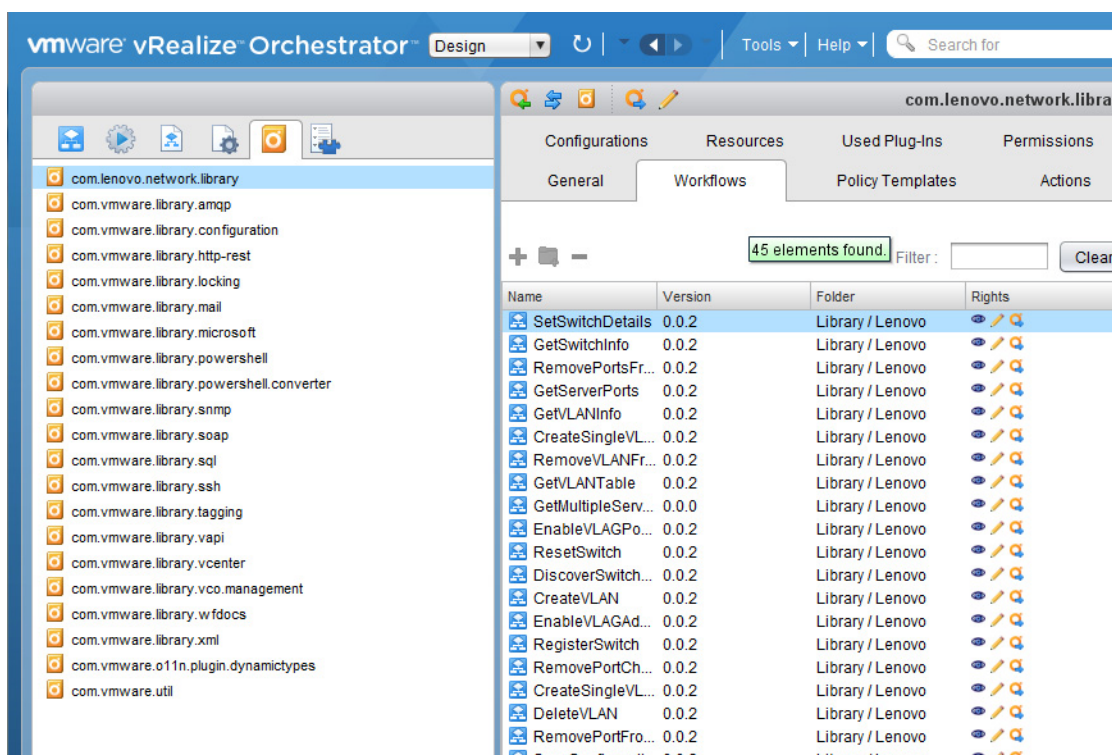 vmware vRealize Orchestrator Design Tools Help Search for
com.lenovo.network.libra
Configurations Resources Used Plug-Ins Permissions
General Workflows Policy Templates Actions
45 elements found. Filter : Clear
com.lenovo.network.library
com.vmware.library.amqp
com.vmware.library.configuration
com.vmware.library.http-rest
com.vmware.library.locking
com.vmware.library.mail
com.vmware.library.microsoft
com.vmware.library.powershell
com.vmware.library.powershell.converter
com.vmware.library.snmp
com.vmware.library.soap
com.vmware.library.sql
com.vmware.library.ssh
com.vmware.library.tagging
com.vmware.library.vapi
com.vmware.library.vcenter
com.vmware.library.vco.management
com.vmware.library.wfdocs
com.vmware.library.xml
com.vmware.o11n.plugin.dynamictypes
com.vmware.util
Name Version Folder Rights
SetSwitchDetails 0.0.2 Library / Lenovo
GetSwitchInfo 0.0.2 Library / Lenovo
RemovePortsFr... 0.0.2 Library / Lenovo
GetServerPorts 0.0.2 Library / Lenovo
GetVLANInfo 0.0.2 Library / Lenovo
CreateSingleVL... 0.0.2 Library / Lenovo
RemoveVLANFr... 0.0.2 Library / Lenovo
GetVLANTable 0.0.2 Library / Lenovo
GetMultipleServ... 0.0.0 Library / Lenovo
EnableVLAGPo... 0.0.2 Library / Lenovo
ResetSwitch 0.0.2 Library / Lenovo
DiscoverSwitch... 0.0.2 Library / Lenovo
CreateVLAN 0.0.2 Library / Lenovo
EnableVLAGAd... 0.0.2 Library / Lenovo
RegisterSwitch 0.0.2 Library / Lenovo
RemovePortCh... 0.0.2 Library / Lenovo
CreateSingleVL... 0.0.2 Library / Lenovo
DeleteVLAN 0.0.2 Library / Lenovo
RemovePortFro... 0.0.2 Library / Lenovo